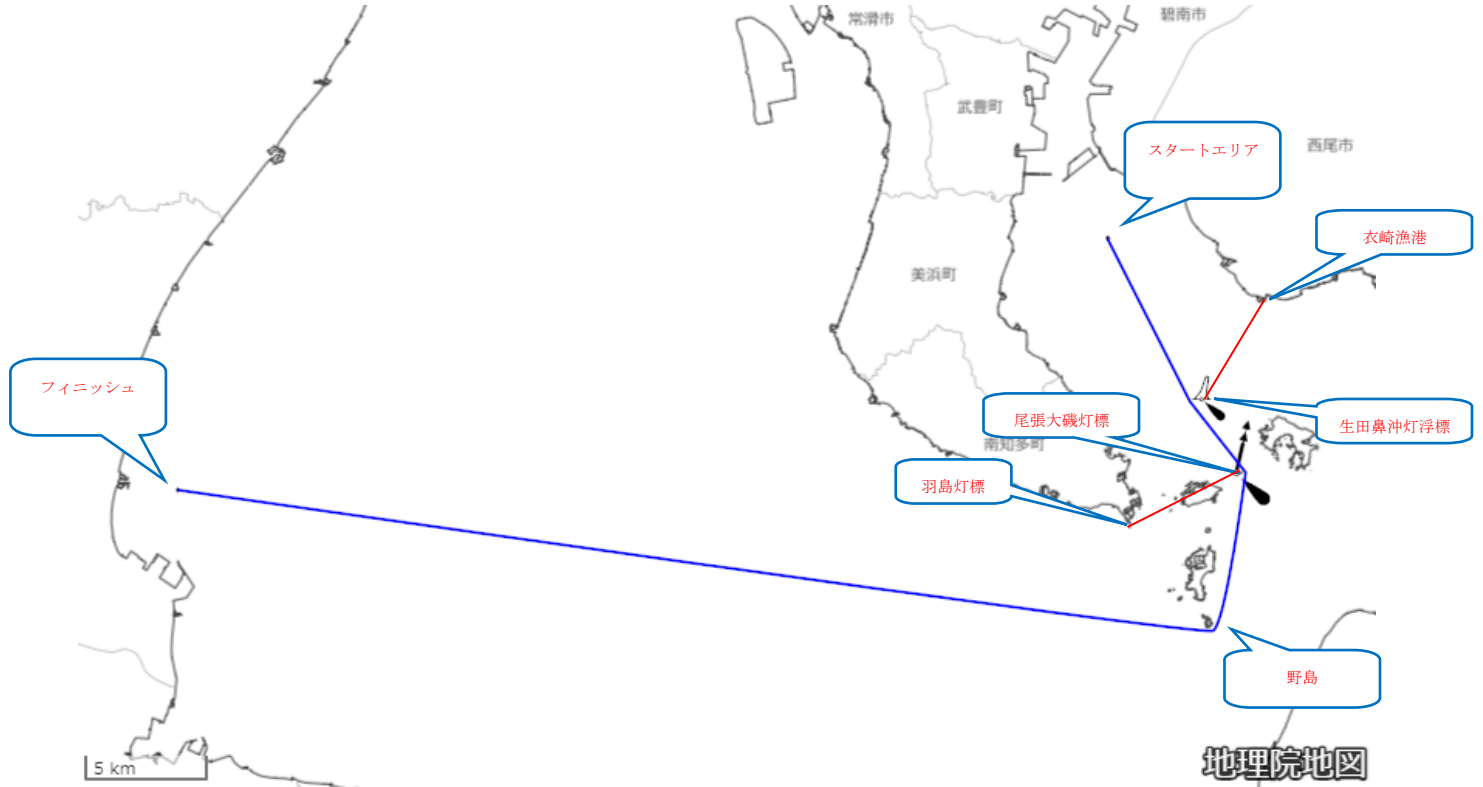 常滑市
碧南市
武豊町
スタートエリア
西尾市
衣崎漁港
美浜町
フィニッシュ
尾張大磯灯標
生田鼻沖灯浮標
南知多町
羽島灯標
野島
5 km
地理院地図